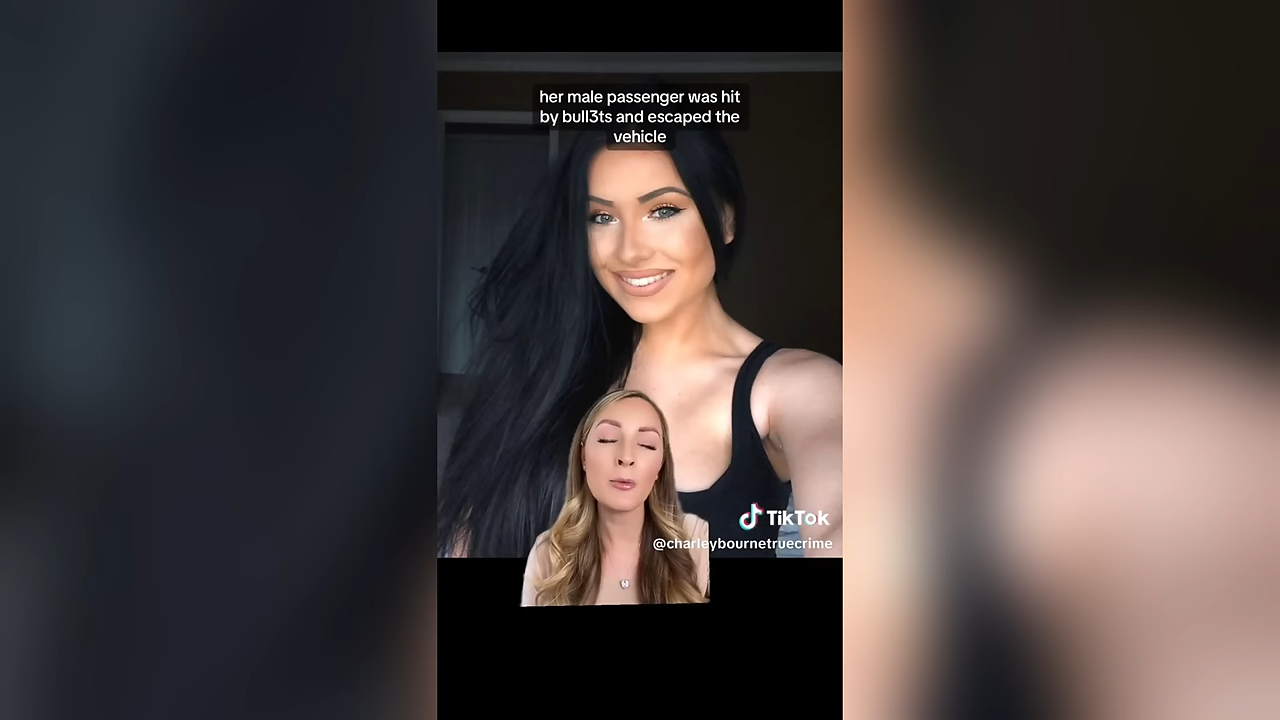 her male passenger was hit
by bull3ts and escaped the
vehicle
TikTok
@charleybournetruecrime